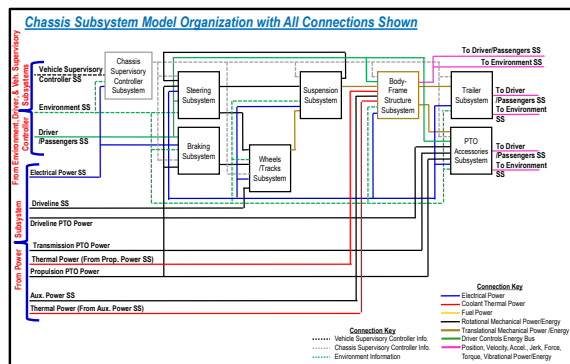 Chassis Subsystem Model Organization with All Connections Shown
From Environment, Driver, & Veh. Supervisory
Controller
Subsystems
Vehicle Supervisory
Controller SS
Environment SS
Driver
/Passengers SS
Electrical Power SS
Driveline SS
Driveline PTO Power
Transmission PTO Power
Thermal Power (From Prop. Power SS)
Propulsion PTO Power
Aux. Power SS
Thermal Power (From Aux. Power SS)
From Power
Subsystem
Chassis
Supervisory
Controller
Subsystem
Steering
Subsystem
Braking
Subsystem
Wheels
/Tracks
Subsystem
Suspension
Subsystem
Body-
Frame
Structure
Subsystem
Trailer
Subsystem
PTO
Accessories
Subsystem
To Driver/Passengers SS
To Environment SS
To Driver
/Passengers SS
To Environment
SS
To Driver
/Passengers SS
To Environment
SS
Connection Key
Vehicle Supervisory Controller Info.
Chassis Supervisory Controller Info.
Environment Information
Connection Key
Electrical Power
Coolant Thermal Power
Fuel Power
Rotational Mechanical Power/Energy
Translational Mechanical Power /Energy
Driver Controls Energy Bus
Position, Velocity, Accel., Jerk, Force,
Torque, Vibrational Power/Energy